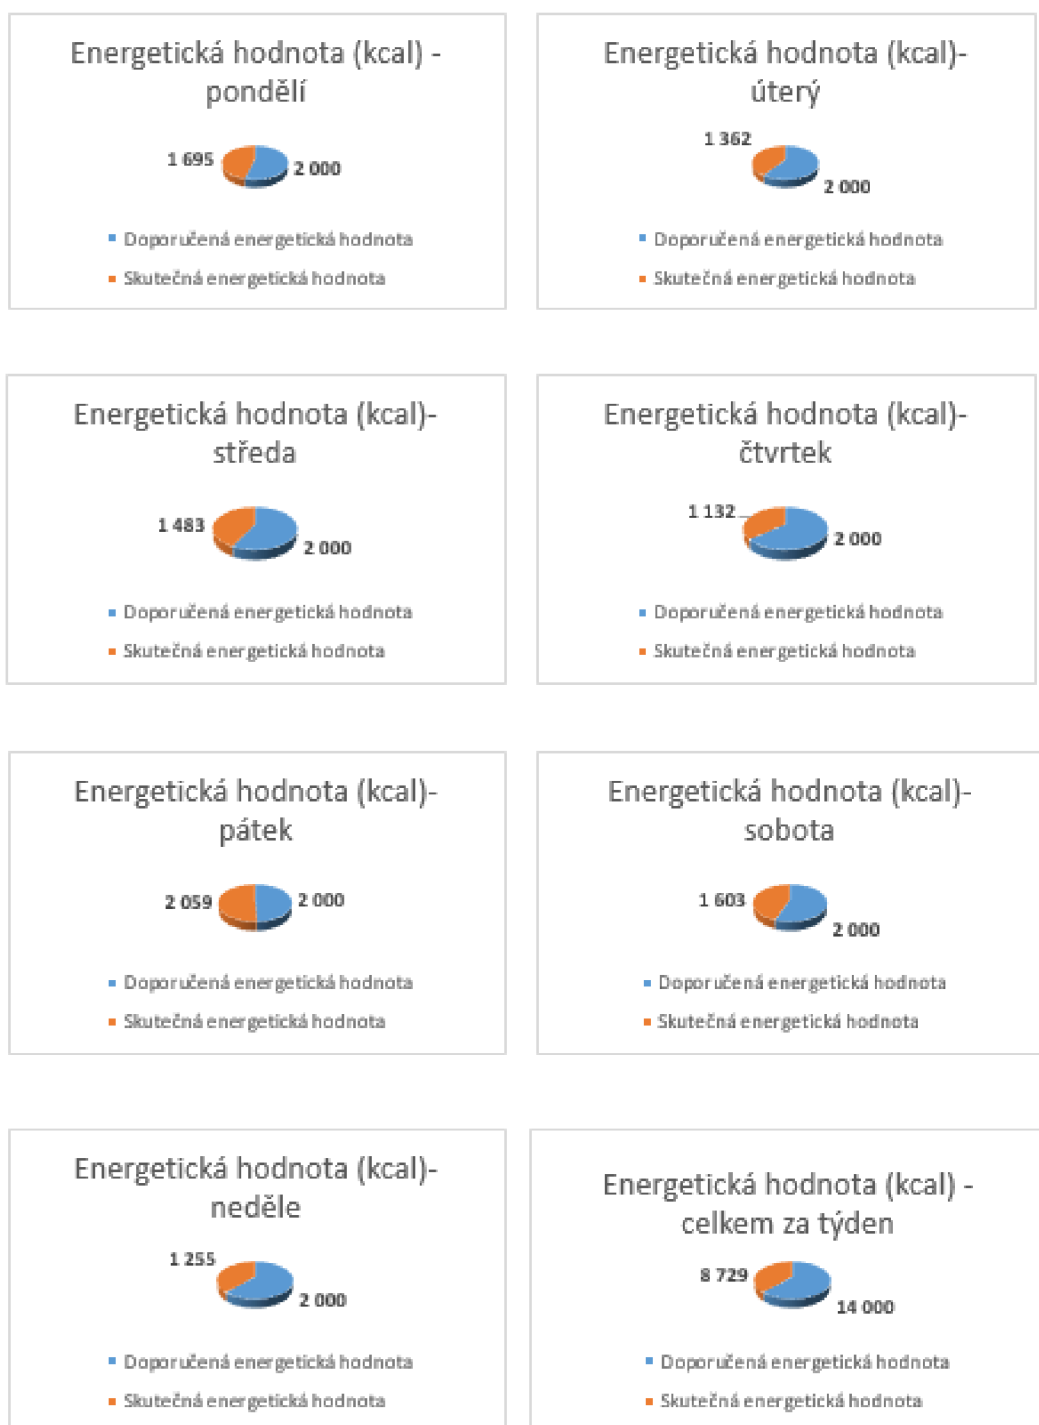 Energetická hodnota (kcal) -
pondělí
1 695
2 000
Doporučená energetická hodnota
Skutečná energetická hodnota
Energetická hodnota (kcal)-
úterý
1 362
2 000
Doporučená energetická hodnota
Skutečná energetická hodnota
Energetická hodnota (kcal)-
středa
1 483
2 000
Doporučená energetická hodnota
Skutečná energetická hodnota
Energetická hodnota (kcal)-
čtvrtek
1 132
2 000
Doporučená energetická hodnota
Skutečná energetická hodnota
Energetická hodnota (kcal)-
pátek
2 059
2 000
Doporučená energetická hodnota
Skutečná energetická hodnota
Energetická hodnota (kcal)-
sobota
1 603
2 000
Doporučená energetická hodnota
Skutečná energetická hodnota
Energetická hodnota (kcal)-
neděle
1 255
2 000
Doporučená energetická hodnota
Skutečná energetická hodnota
Energetická hodnota (kcal) -
celkem za týden
8 729
14 000
Doporučená energetická hodnota
Skutečná energetická hodnota